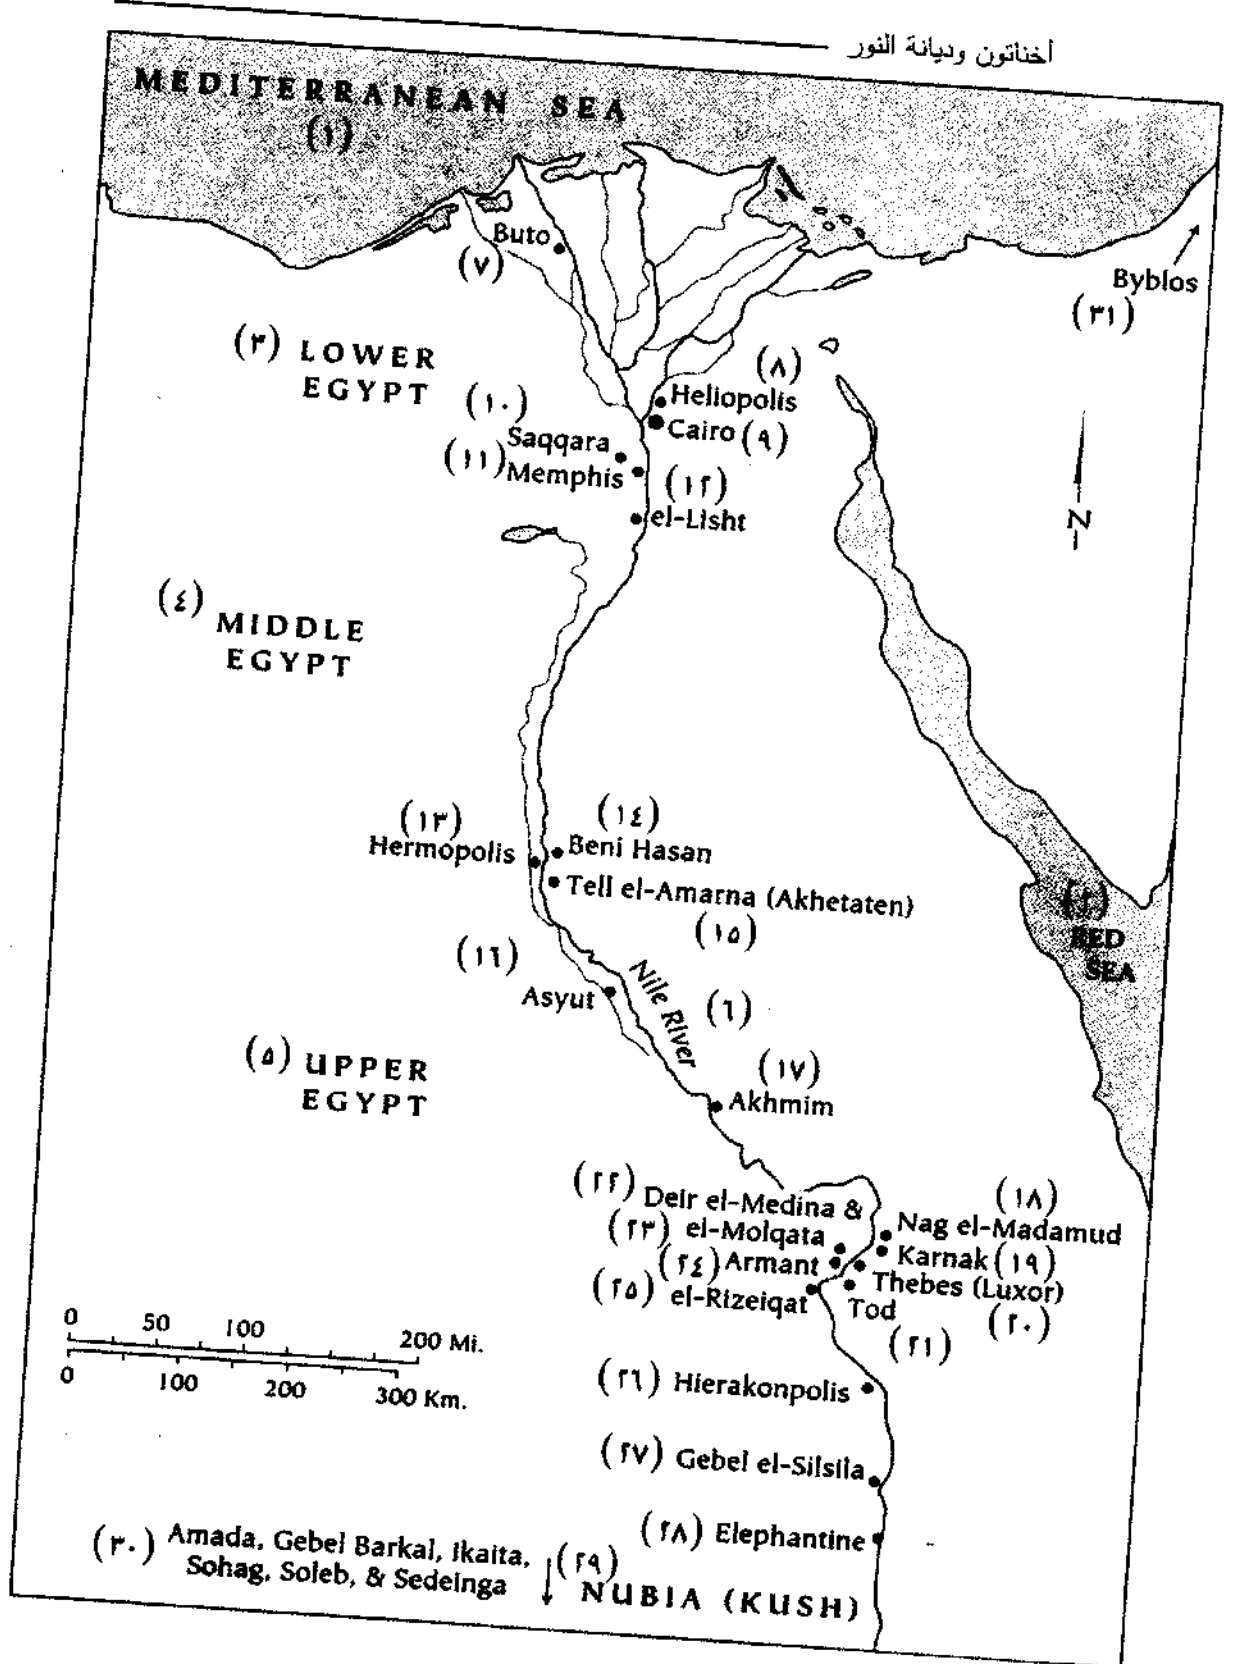 أخناتون وديانة النور
MEDITERRANEAN SEA
(١)
Buto
(٧)
Byblos
(٣١)
(٣) LOWER
EGYPT
(٨)
Heliopolis
(١٠)
Cairo (٩)
Saqqara
(١١) Memphis
(١٢)
el-Lisht
N
(٤)
MIDDLE
EGYPT
(١٣)
Hermopolis
(١٤)
Beni Hasan
Tell el-Amarna (Akhetaten)
(١٥)
(٢)
RED
SEA
(١٦)
Asyut
Nile River
(٦)
(٥) UPPER
EGYPT
(١٧)
Akhmim
(٢٢) Deir el-Medina &
(٢٣) el-Molqata
(٢٤) Armant
(٢٥) el-Rizeiqat
(١٨)
Nag el-Madamud
Karnak (١٩)
Thebes (Luxor)
(٢٠)
Tod
(٢١)
0 50 100 200 Mi.
0 100 200 300 Km.
(٢٦) Hierakonpolis
(٢٧) Gebel el-Silsila
(٢٨) Elephantine
(٣٠) Amada, Gebel Barkal, Ikaita,
Sohag, Soleb, & Sedeinga
(٢٩)
NUBIA (KUSH)